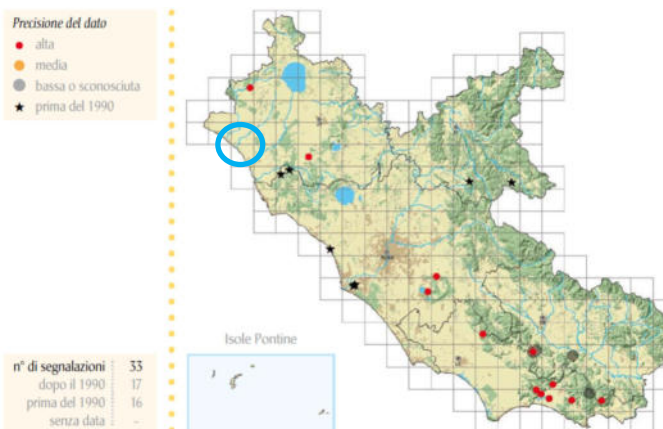 Precisione del dato
alta
media
bassa o sconosciuta
prima del 1990
Isole Pontine
n° di segnalazioni 33
dopo il 1990 17
prima del 1990 16
senza data -